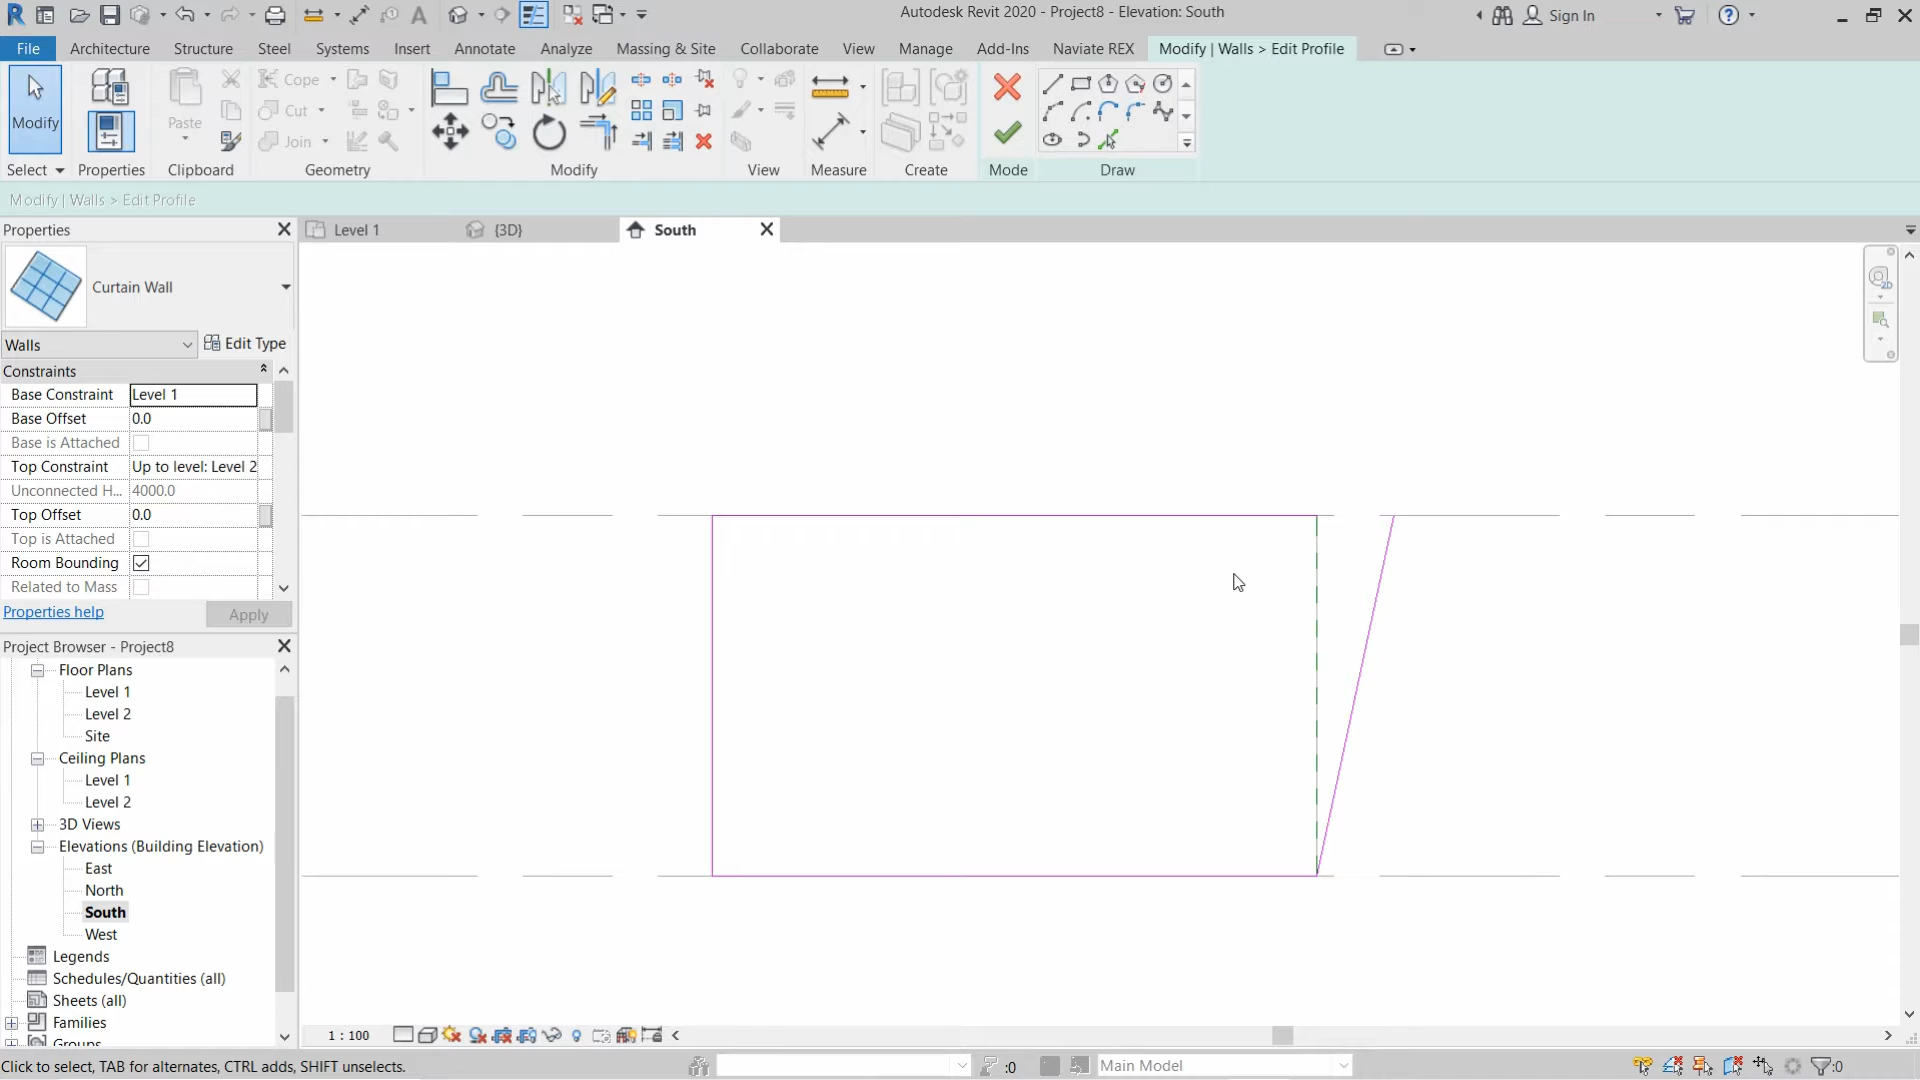 Autodesk Revit 2020 - Project8 - Elevation: South
Sign In
File Architecture Structure Steel Systems Insert Annotate Analyze Massing & Site Collaborate View Manage Add-Ins Naviate REX Modify | Walls > Edit Profile
Modify
Paste
Cope
Cut
Join
Select Properties Clipboard Geometry Modify View Measure Create Mode Draw
Modify | Walls > Edit Profile
Properties
Level 1
{3D}
South
Curtain Wall
Walls
Edit Type
Constraints
Base Constraint Level 1
Base Offset 0.0
Base is Attached
Top Constraint Up to level: Level 2
Unconnected H... 4000.0
Top Offset 0.0
Top is Attached
Room Bounding
Related to Mass
Properties help
Apply
Project Browser - Project8
Floor Plans
Level 1
Level 2
Site
Ceiling Plans
Level 1
Level 2
3D Views
Elevations (Building Elevation)
East
North
South
West
Legends
Schedules/Quantities (all)
Sheets (all)
Families
Groups
2D
1 : 100
Click to select, TAB for alternates, CTRL adds, SHIFT unselects.
:0
Main Model
:0